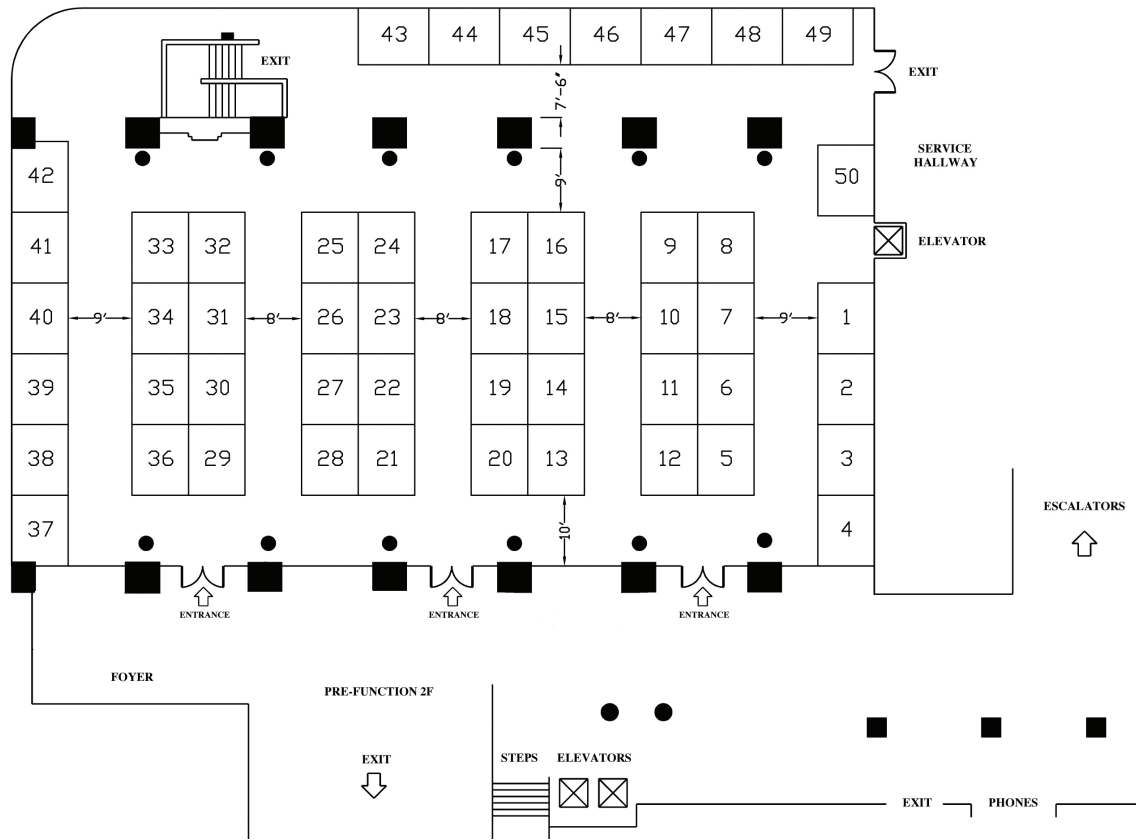 43 44 45 46 47 48 49
EXIT
EXIT
7'-6"
SERVICE
HALLWAY
42
50
9'
41 33 32 25 24 17 16 9 8
ELEVATOR
40 9' 34 31 8' 26 23 8' 18 15 8' 10 7 9' 1
39 35 30 27 22 19 14 11 6 2
38 36 29 28 21 20 13 12 5 3
ESCALATORS
37 10' 4
ENTRANCE ENTRANCE ENTRANCE
FOYER
PRE-FUNCTION 2F
EXIT
STEPS ELEVATORS
EXIT PHONES